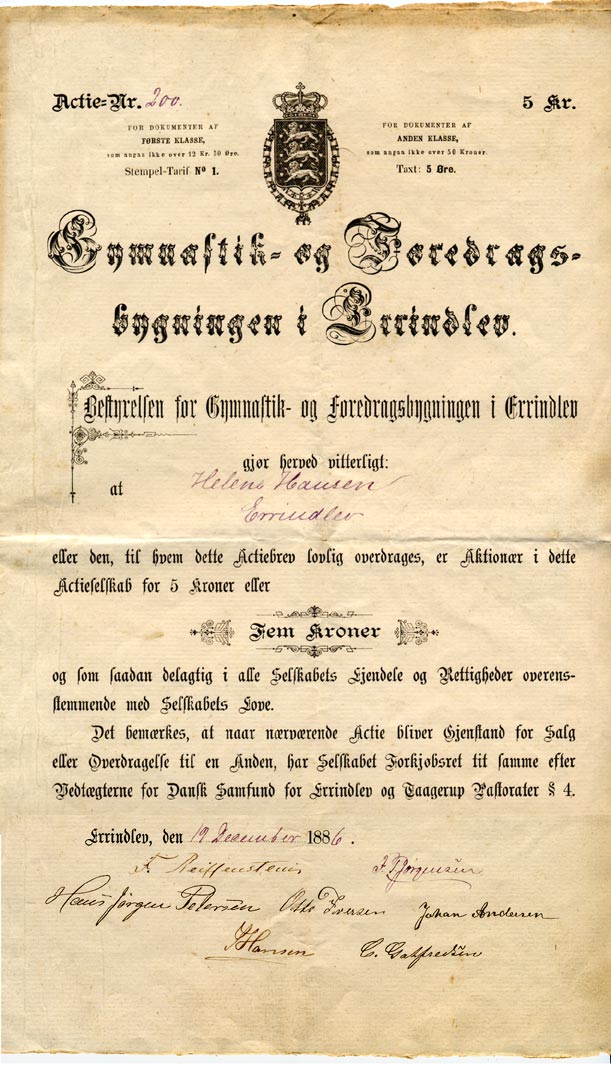 Actie-Nr. 200.
5 Kr.
FOR DOKUMENTER AF
FØRSTE KLASSE,
som angaa ikke over 12 Kr. 50 Øre.
Stempel-Tarif No 1.
FOR DOKUMENTER AF
ANDEN KLASSE,
som angaa ikke over 50 Kroner.
Taxt: 5 Øre.
Gymnastik- og Foredrags-
bygningen i Errindlev.
Bestyrelsen for Gymnastik- og Foredragsbygningen i Errindlev
gjør herved vitterligt:
at Helene Hansen
Errindlev
eller den, til hvem dette Actiebrev lovlig overdrages, er Aktionær i dette
Actieselskab for 5 Kroner eller
Fem Kroner
og som saadan delagtig i alle Selskabets Ejendele og Rettigheder overens-
stemmende med Selskabets Love.
Det bemærkes, at naar nærværende Actie bliver Gjenstand for Salg
eller Overdragelse til en Anden, har Selskabet Forkjøbsret tit samme efter
Vedtægterne for Dansk Samfund for Errindlev og Taagerup Pastorater § 4.
Errindlev, den 19 December 1886.
F. Reiffenstein
Jørgensen
Hans Jørgen Petersen Otto Iversen Johan Andersen
Hansen C. Gatfredsen